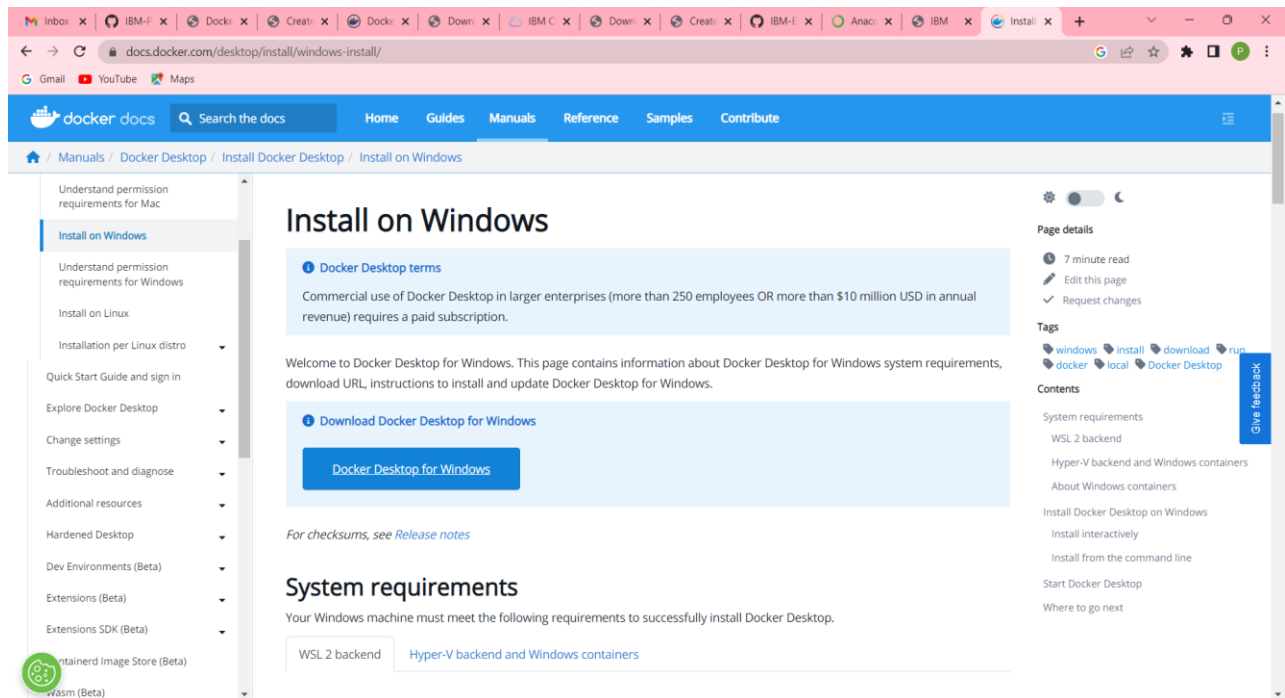 Inbox
IBM-P
Docke
Create
Docke
Down
IBM C
Down
Create
IBM-E
Anaco
IBM
Install
docs.docker.com/desktop/install/windows-install/
G
P
Gmail
YouTube
Maps
docker docs
Search the docs
Home
Guides
Manuals
Reference
Samples
Contribute
/ Manuals / Docker Desktop / Install Docker Desktop / Install on Windows
Understand permission
requirements for Mac
Install on Windows
Understand permission
requirements for Windows
Install on Linux
Installation per Linux distro
Quick Start Guide and sign in
Explore Docker Desktop
Change settings
Troubleshoot and diagnose
Additional resources
Hardened Desktop
Dev Environments (Beta)
Extensions (Beta)
Extensions SDK (Beta)
ntainerd Image Store (Beta)
Wasm (Beta)
Install on Windows
Docker Desktop terms
Commercial use of Docker Desktop in larger enterprises (more than 250 employees OR more than $10 million USD in annual
revenue) requires a paid subscription.
Welcome to Docker Desktop for Windows. This page contains information about Docker Desktop for Windows system requirements,
download URL, instructions to install and update Docker Desktop for Windows.
Download Docker Desktop for Windows
Docker Desktop for Windows
For checksums, see Release notes
System requirements
Your Windows machine must meet the following requirements to successfully install Docker Desktop.
WSL 2 backend
Hyper-V backend and Windows containers
Page details
7 minute read
Edit this page
Request changes
Tags
windows install download run
docker local Docker Desktop
Contents
System requirements
WSL 2 backend
Hyper-V backend and Windows containers
About Windows containers
Install Docker Desktop on Windows
Install interactively
Install from the command line
Start Docker Desktop
Where to go next
Give feedback